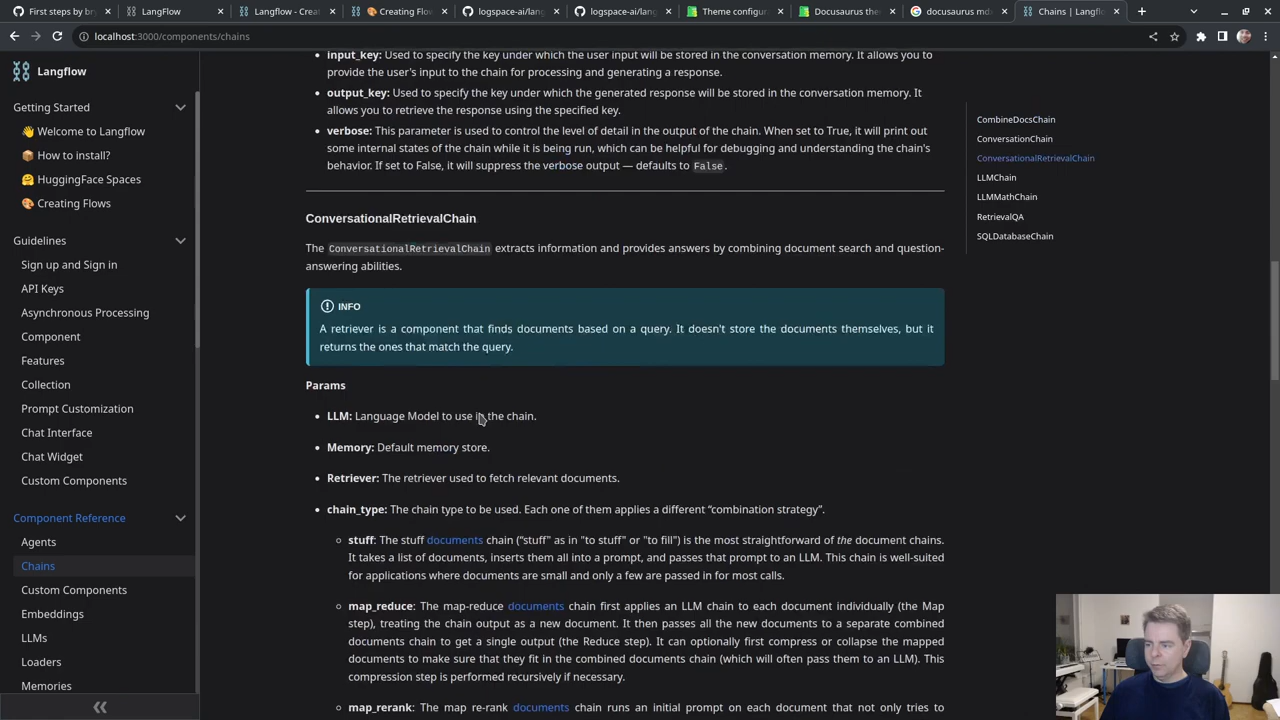 First steps by brys
LangFlow
Langflow - Creat
🎨 Creating Flow
logspace-ai/lang
logspace-ai/lang
Theme configur
Docusaurus the
docusaurus md
Chains | Langflo
localhost:3000/components/chains
Langflow
Getting Started
👋 Welcome to Langflow
📦 How to install?
🤗 HuggingFace Spaces
🎨 Creating Flows
Guidelines
Sign up and Sign in
API Keys
Asynchronous Processing
Component
Features
Collection
Prompt Customization
Chat Interface
Chat Widget
Custom Components
Component Reference
Agents
Chains
Custom Components
Embeddings
LLMs
Loaders
Memories
input_key: Used to specify the key under which the user input will be stored in the conversation memory. It allows you to
provide the user's input to the chain for processing and generating a response.
output_key: Used to specify the key under which the generated response will be stored in the conversation memory. It
allows you to retrieve the response using the specified key.
verbose: This parameter is used to control the level of detail in the output of the chain. When set to True, it will print out
some internal states of the chain while it is being run, which can be helpful for debugging and understanding the chain's
behavior. If set to False, it will suppress the verbose output — defaults to False.
ConversationalRetrievalChain
The ConversationalRetrievalChain extracts information and provides answers by combining document search and question-
answering abilities.
INFO
A retriever is a component that finds documents based on a query. It doesn't store the documents themselves, but it
returns the ones that match the query.
Params
LLM: Language Model to use in the chain.
Memory: Default memory store.
Retriever: The retriever used to fetch relevant documents.
chain_type: The chain type to be used. Each one of them applies a different “combination strategy”.
stuff: The stuff documents chain (“stuff” as in "to stuff" or "to fill") is the most straightforward of the document chains.
It takes a list of documents, inserts them all into a prompt, and passes that prompt to an LLM. This chain is well-suited
for applications where documents are small and only a few are passed in for most calls.
map_reduce: The map-reduce documents chain first applies an LLM chain to each document individually (the Map
step), treating the chain output as a new document. It then passes all the new documents to a separate combined
documents chain to get a single output (the Reduce step). It can optionally first compress or collapse the mapped
documents to make sure that they fit in the combined documents chain (which will often pass them to an LLM). This
compression step is performed recursively if necessary.
map_rerank: The map re-rank documents chain runs an initial prompt on each document that not only tries to
CombineDocsChain
ConversationChain
ConversationalRetrievalChain
LLMChain
LLMMathChain
RetrievalQA
SQLDatabaseChain